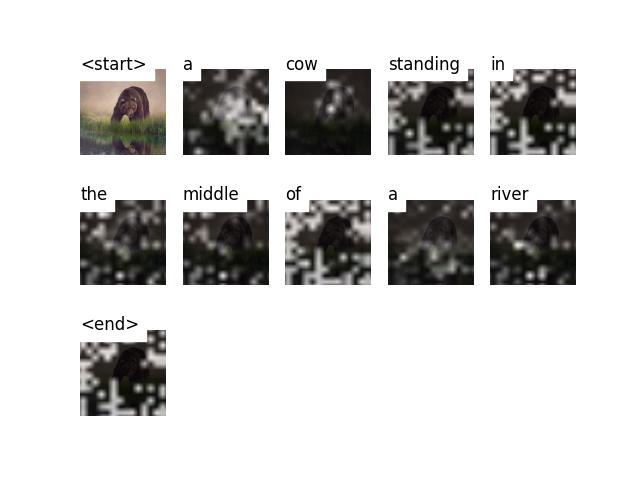 <start> a cow standing in
the middle of a river
<end>